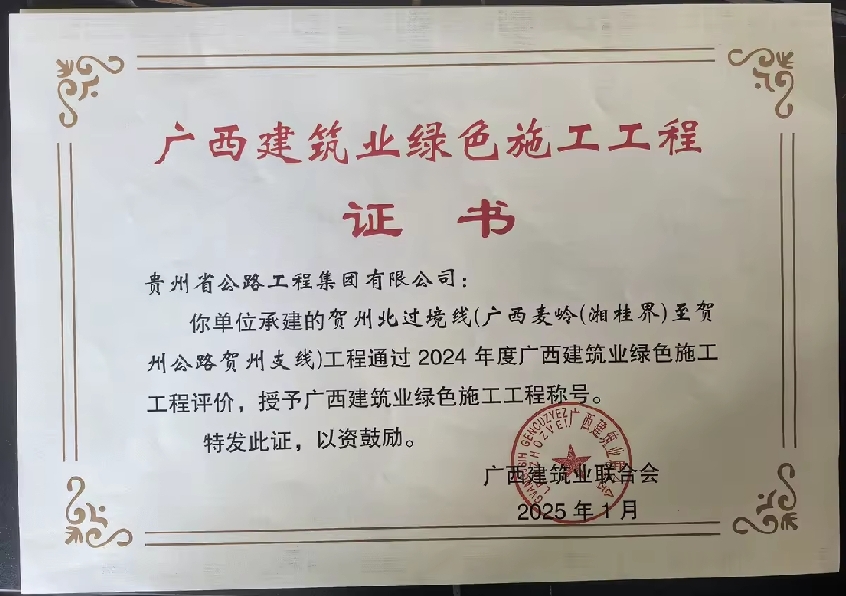 广西建筑业绿色施工工程
证 书
贵州省公路工程集团有限公司：
你单位承建的贺州北过境线(广西麦岭(湘桂界)至贺
州公路贺州支线)工程通过 2024 年度广西建筑业绿色施工
工程评价，授予广西建筑业绿色施工工程称号。
特发此证，以资鼓励。
广西建筑业联合会
2025 年 1 月